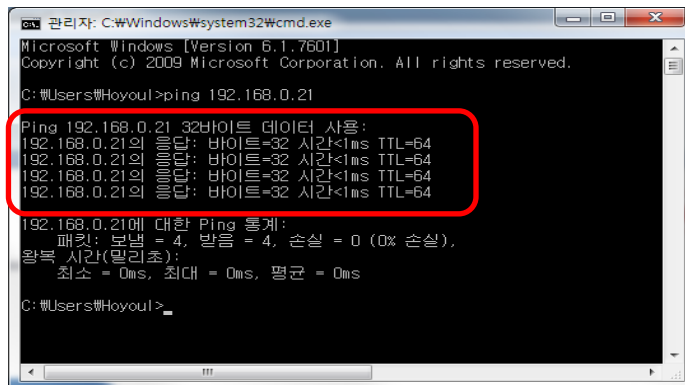 관리자: C:₩Windows₩system32₩cmd.exe
Microsoft Windows [Version 6.1.7601]
Copyright (c) 2009 Microsoft Corporation. All rights reserved.
C:₩Users₩Hoyoul>ping 192.168.0.21
Ping 192.168.0.21 32바이트 데이터 사용:
192.168.0.21의 응답: 바이트=32 시간<1ms TTL=64
192.168.0.21의 응답: 바이트=32 시간<1ms TTL=64
192.168.0.21의 응답: 바이트=32 시간<1ms TTL=64
192.168.0.21의 응답: 바이트=32 시간<1ms TTL=64
192.168.0.21에 대한 Ping 통계:
패킷: 보냄 = 4, 받음 = 4, 손실 = 0 (0% 손실),
왕복 시간(밀리초):
최소 = 0ms, 최대 = 0ms, 평균 = 0ms
C:₩Users₩Hoyoul>_